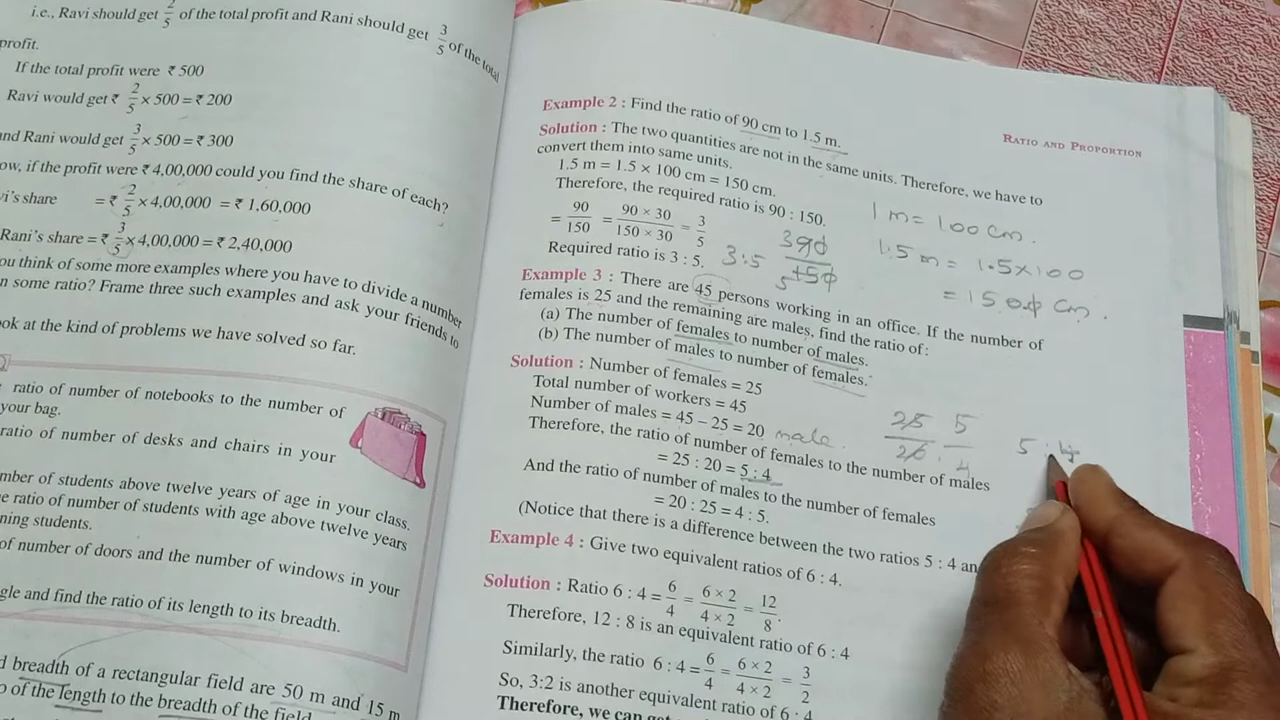 i.e., Ravi should get 2/5 of the total profit and Rani should get 3/5 of the total
profit.
If the total profit were ₹ 500
Ravi would get ₹ 2/5 × 500 = ₹ 200
nd Rani would get 3/5 × 500 = ₹ 300
ow, if the profit were ₹ 4,00,000 could you find the share of each?
vi's share = ₹ 2/5 × 4,00,000 = ₹ 1,60,000
Rani's share = ₹ 3/5 × 4,00,000 = ₹ 2,40,000
ou think of some more examples where you have to divide a number
n some ratio? Frame three such examples and ask your friends to
ook at the kind of problems we have solved so far.
ratio of number of notebooks to the number of
your bag.
ratio of number of desks and chairs in your
mber of students above twelve years of age in your class.
e ratio of number of students with age above twelve years
ning students.
of number of doors and the number of windows in your
gle and find the ratio of its length to its breadth.
d breadth of a rectangular field are 50 m and 15 m
o of the length to the breadth of the field
RATIO AND PROPORTION
Example 2 : Find the ratio of 90 cm to 1.5 m.
Solution : The two quantities are not in the same units. Therefore, we have to
convert them into same units.
1.5 m = 1.5 × 100 cm = 150 cm.
Therefore, the required ratio is 90 : 150.
= 90/150 = 90 × 30/150 × 30 = 3/5
Required ratio is 3 : 5.
3:5
1 m = 100 cm.
1.5 m = 1.5×100
Example 3 : There are 45 persons working in an office. If the number of
females is 25 and the remaining are males, find the ratio of:
(a) The number of females to number of males.
(b) The number of males to number of females.
Solution : Number of females = 25
Total number of workers = 45
Number of males = 45 – 25 = 20 male.
Therefore, the ratio of number of females to the number of males
= 25 : 20 = 5 : 4
And the ratio of number of males to the number of females
= 20 : 25 = 4 : 5.
(Notice that there is a difference between the two ratios 5 : 4 an
25/20 5/4
5 :
Example 4 : Give two equivalent ratios of 6 : 4.
Solution : Ratio 6 : 4 = 6/4 = 6 × 2/4 × 2 = 12/8.
Therefore, 12 : 8 is an equivalent ratio of 6 : 4
Similarly, the ratio 6 : 4 = 6/4 = 6 × 2/4 × 2 = 3/2
So, 3:2 is another equivalent ratio of 6 : 4
Therefore, we can get